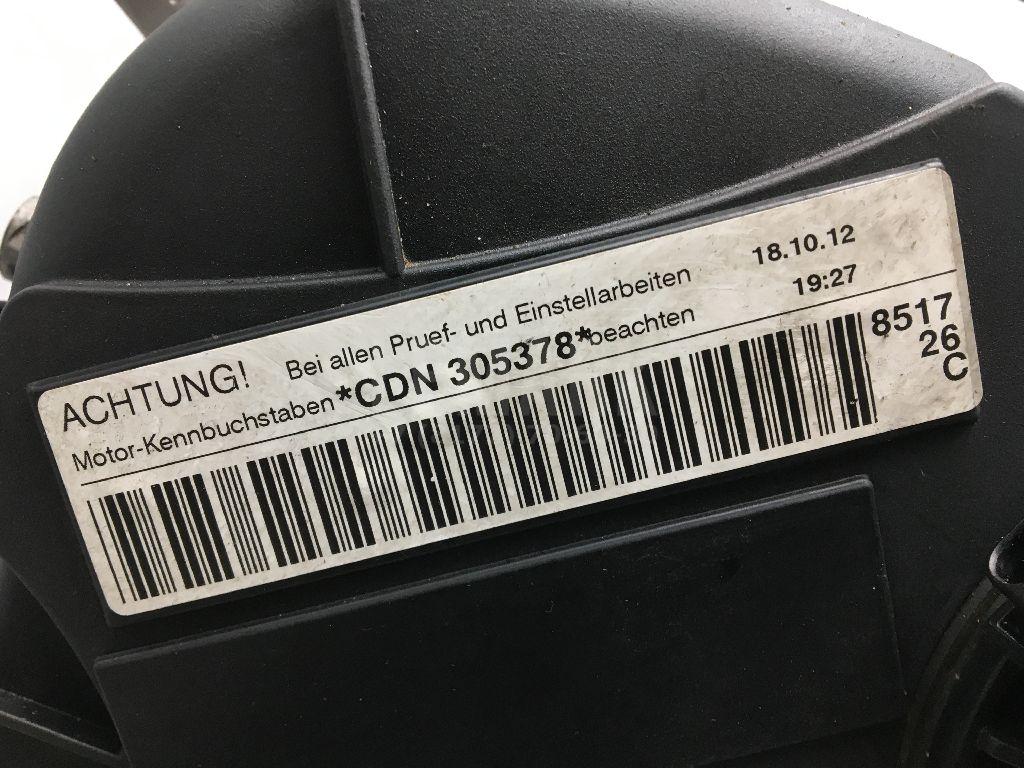 ACHTUNG! Bei allen Pruef- und Einstellarbeiten 18.10.12
Motor-Kennbuchstaben *CDN 305378* beachten 19:27
8517
26
C